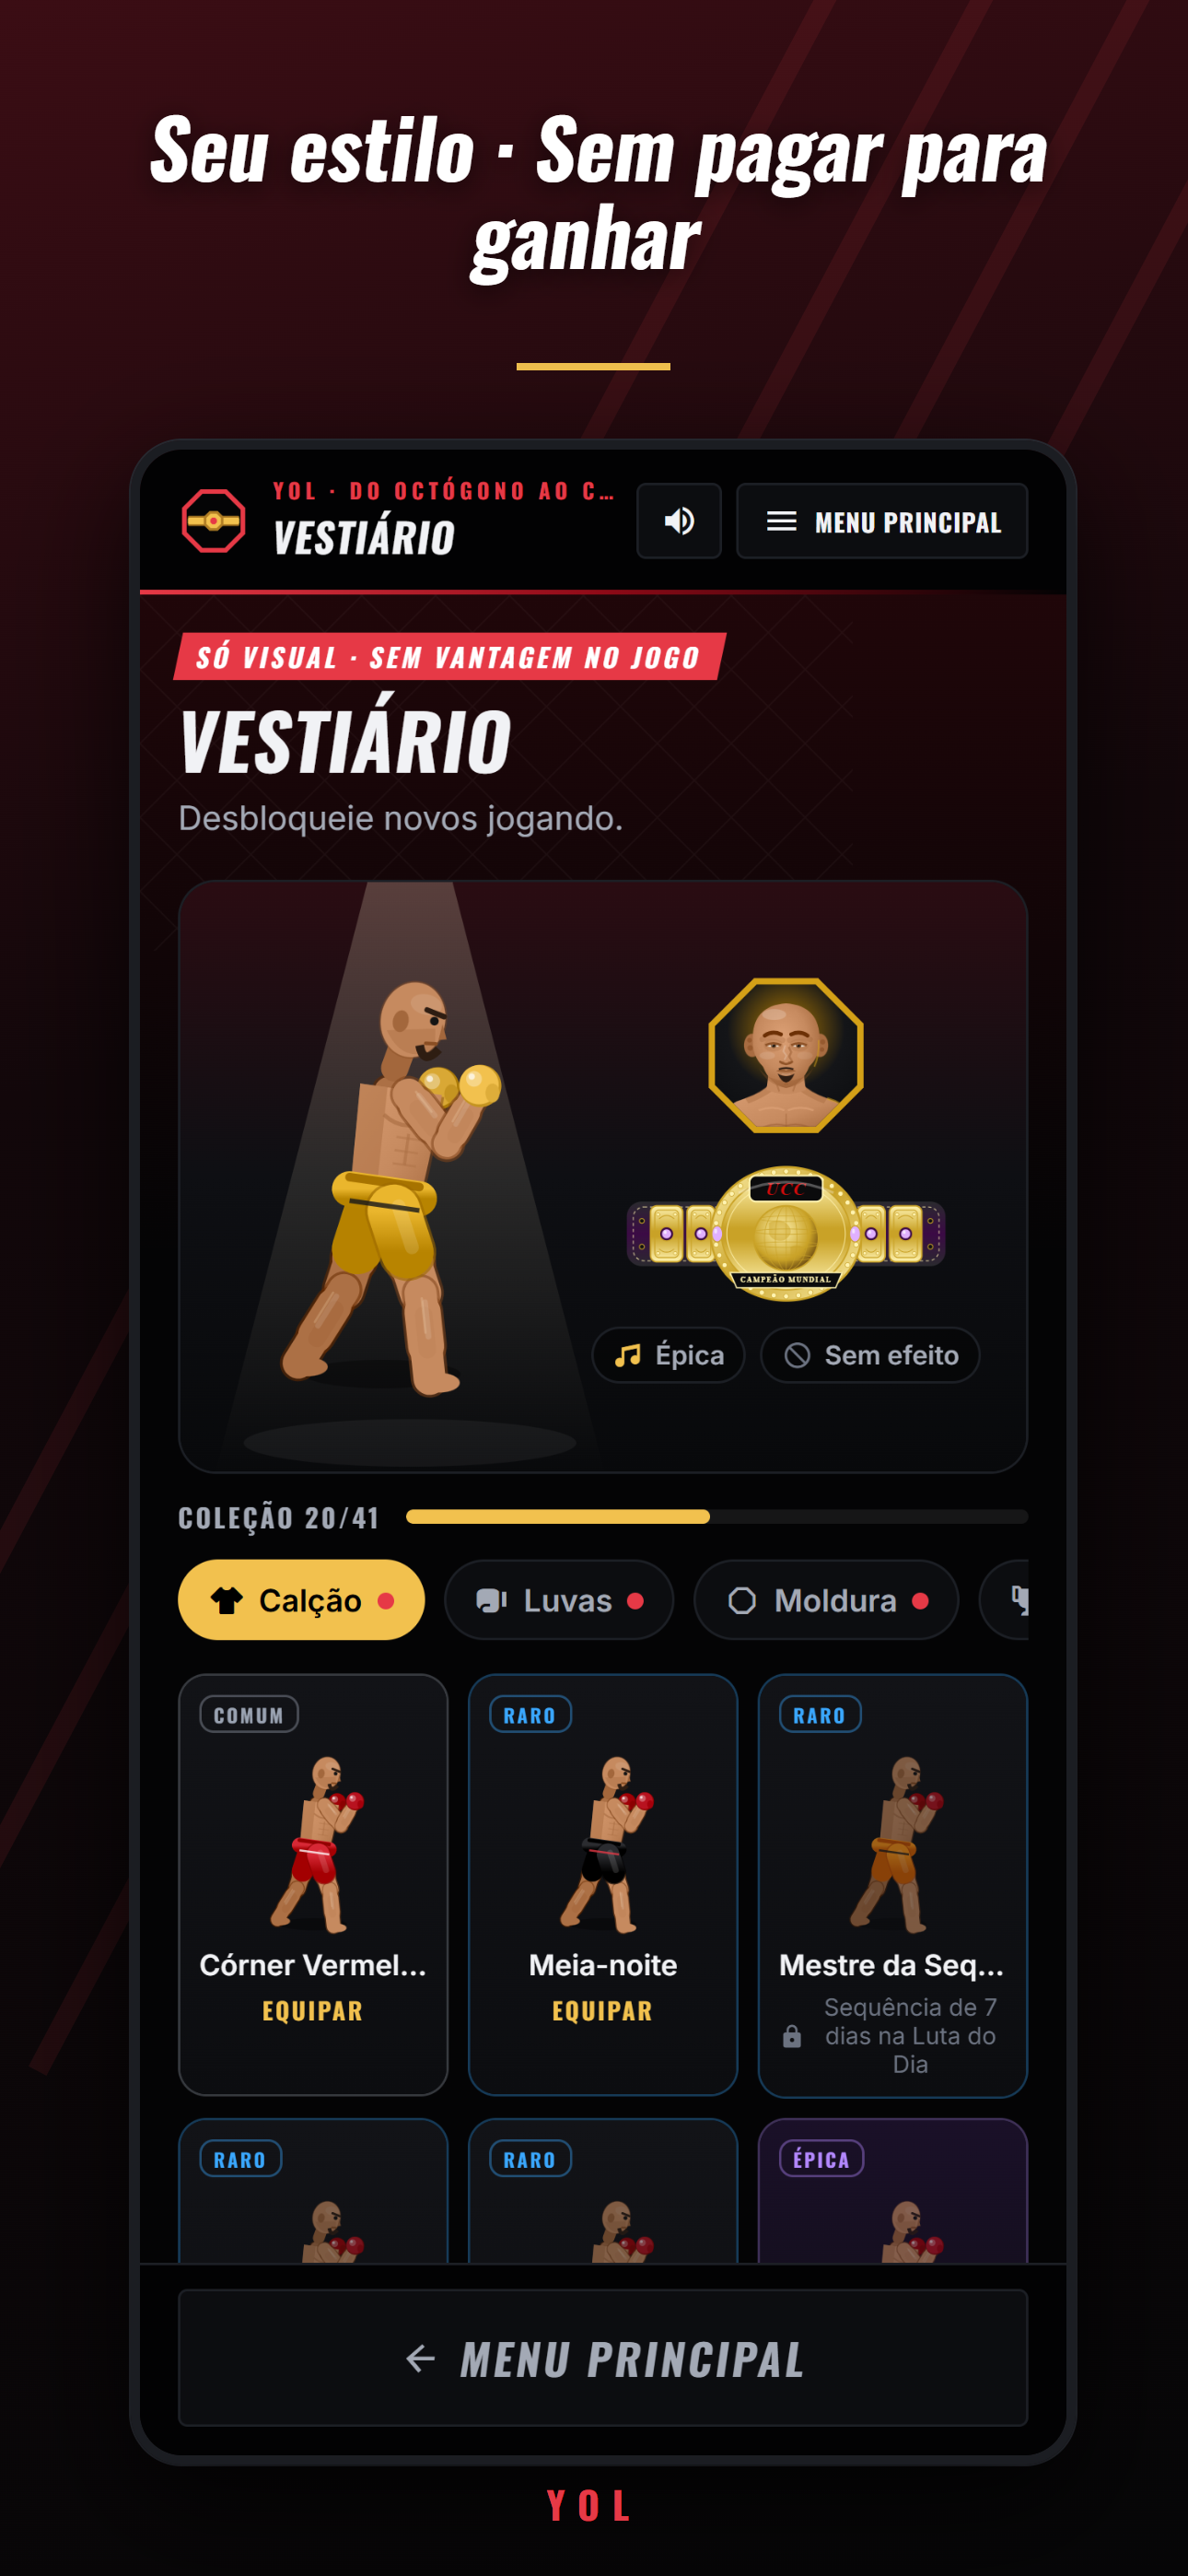 Seu estilo · Sem pagar para
ganhar
YOL · DO OCTÓGONO AO C...
VESTIÁRIO
MENU PRINCIPAL
SÓ VISUAL · SEM VANTAGEM NO JOGO
VESTIÁRIO
Desbloqueie novos jogando.
UCC
CAMPEÃO MUNDIAL
Épica
Sem efeito
COLEÇÃO 20/41
Calção
Luvas
Moldura
COMUM
RARO
RARO
Córner Vermel...
Meia-noite
Mestre da Seq...
EQUIPAR
EQUIPAR
Sequência de 7
dias na Luta do
Dia
RARO
RARO
ÉPICA
MENU PRINCIPAL
YOL